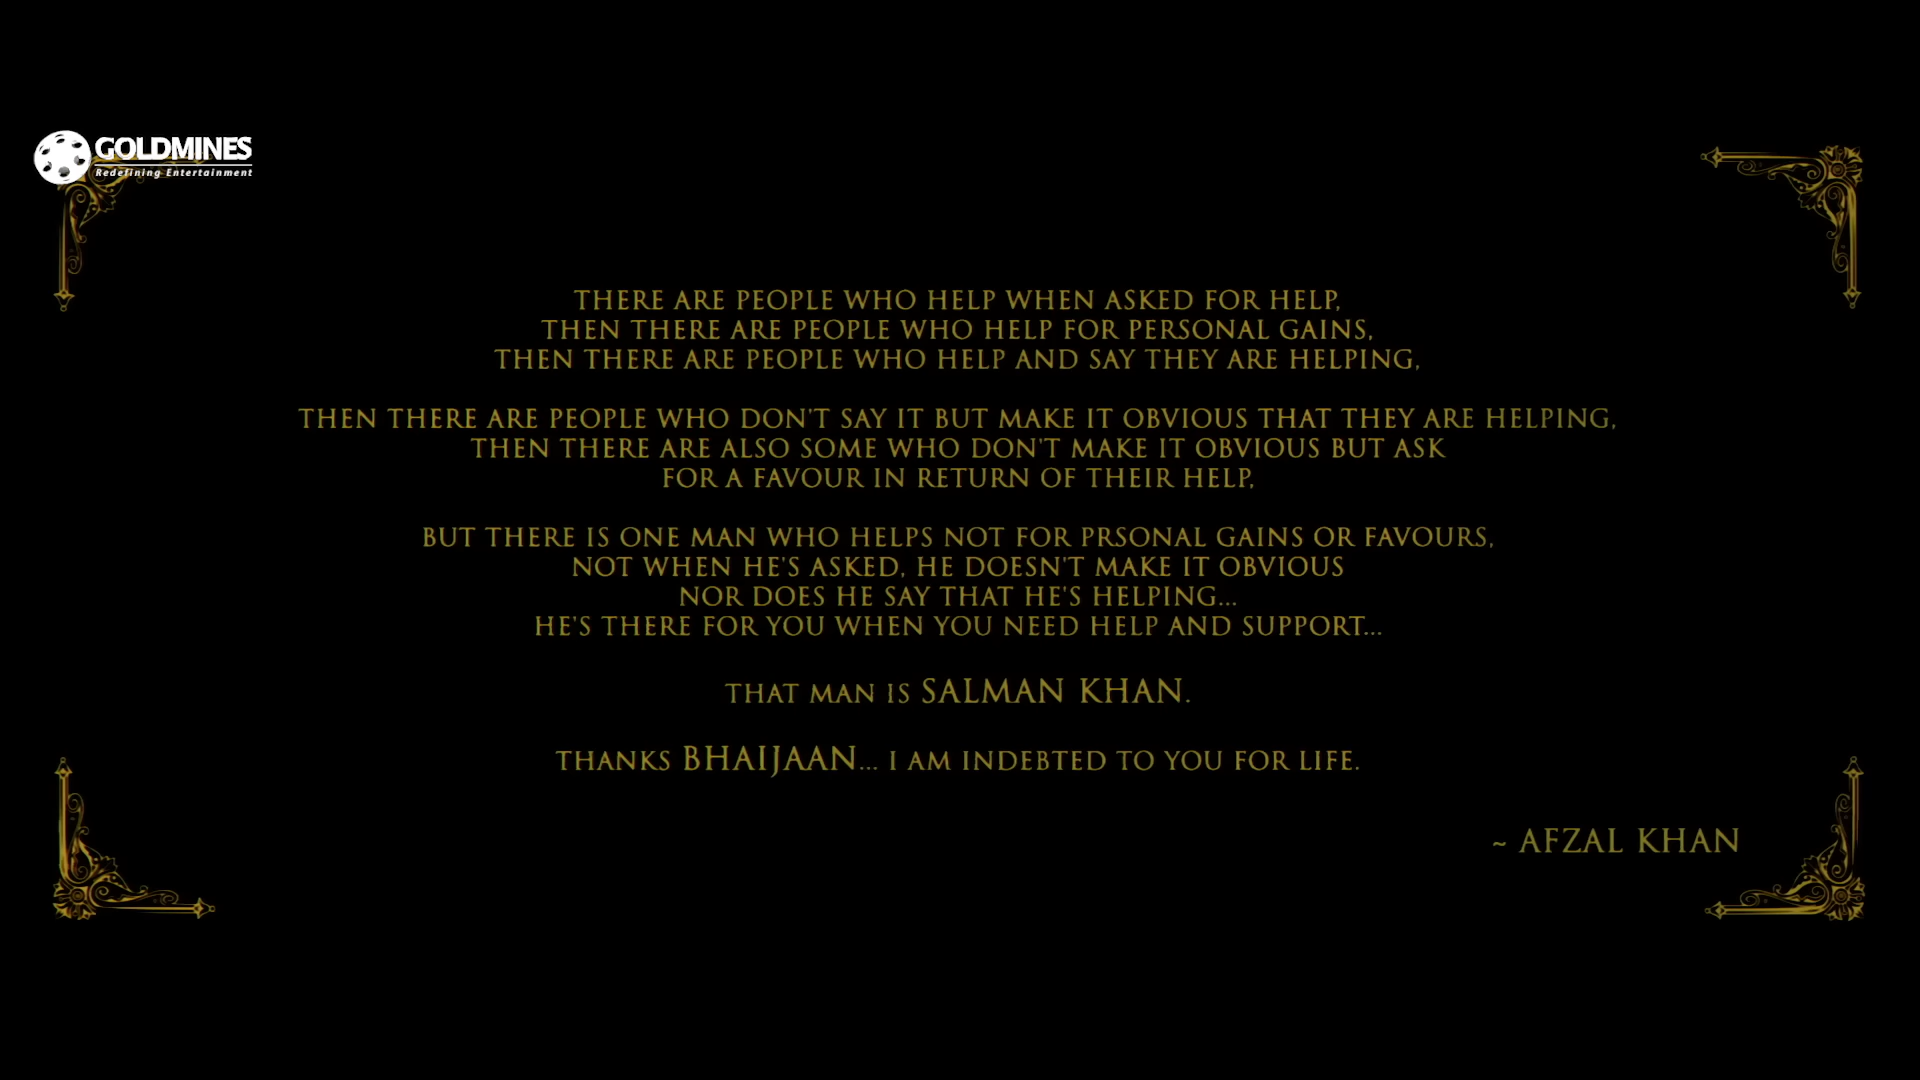 GOLDMINES
Redefining Entertainment
THERE ARE PEOPLE WHO HELP WHEN ASKED FOR HELP,
THEN THERE ARE PEOPLE WHO HELP FOR PERSONAL GAINS,
THEN THERE ARE PEOPLE WHO HELP AND SAY THEY ARE HELPING,
THEN THERE ARE PEOPLE WHO DON'T SAY IT BUT MAKE IT OBVIOUS THAT THEY ARE HELPING,
THEN THERE ARE ALSO SOME WHO DON'T MAKE IT OBVIOUS BUT ASK
FOR A FAVOUR IN RETURN OF THEIR HELP,
BUT THERE IS ONE MAN WHO HELPS NOT FOR PRSONAL GAINS OR FAVOURS,
NOT WHEN HE'S ASKED, HE DOESN'T MAKE IT OBVIOUS
NOR DOES HE SAY THAT HE'S HELPING...
HE'S THERE FOR YOU WHEN YOU NEED HELP AND SUPPORT...
THAT MAN IS SALMAN KHAN.
THANKS BHAIJAAN... I AM INDEBTED TO YOU FOR LIFE.
~ AFZAL KHAN